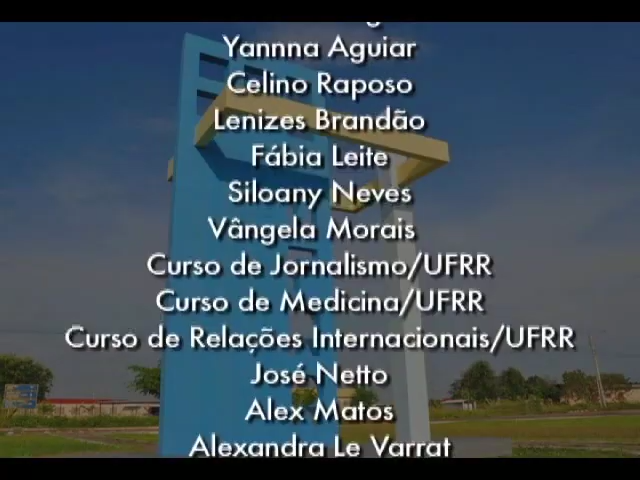 Yannna Aguiar
Celino Raposo
Lenizes Brandão
Fábia Leite
Siloany Neves
Vângela Morais
Curso de Jornalismo/UFRR
Curso de Medicina/UFRR
Curso de Relações Internacionais/UFRR
José Netto
Alex Matos
Alexandra Le Varrat